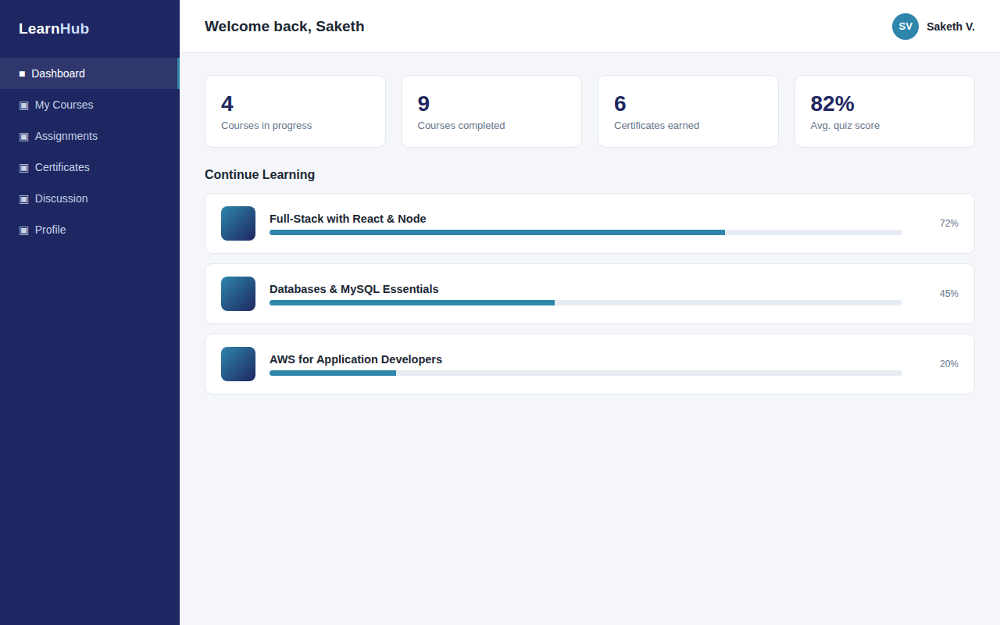 LearnHub
Dashboard
My Courses
Assignments
Certificates
Discussion
Profile
Welcome back, Saketh
SV
Saketh V.
4
Courses in progress
9
Courses completed
6
Certificates earned
82%
Avg. quiz score
Continue Learning
Full-Stack with React & Node
72%
Databases & MySQL Essentials
45%
AWS for Application Developers
20%